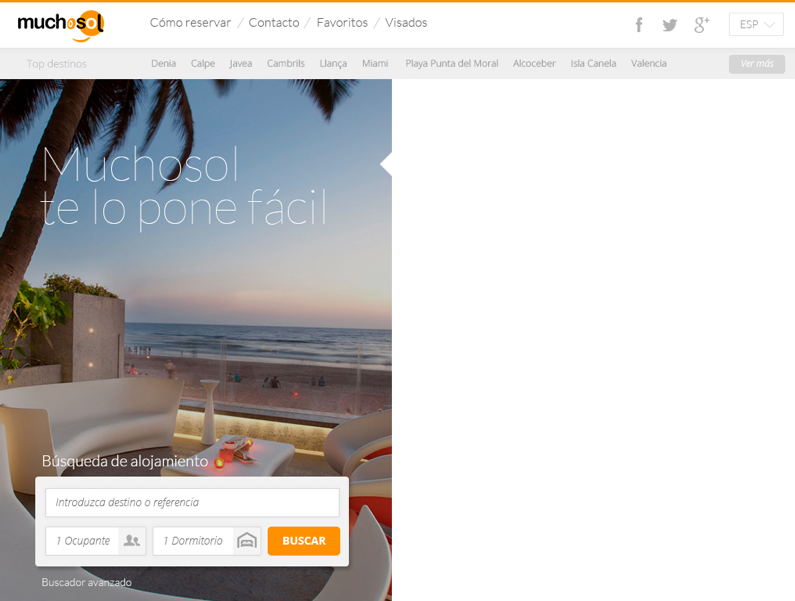 muchosol
Cómo reservar / Contacto / Favoritos / Visados
ESP
Top destinos
Denia Calpe Javea Cambrils Llança Miami Playa Punta del Moral Alcoceber Isla Canela Valencia
Ver más
Muchosol
te lo pone fácil
Búsqueda de alojamiento
Introduzca destino o referencia
1 Ocupante 1 Dormitorio BUSCAR
Buscador avanzado